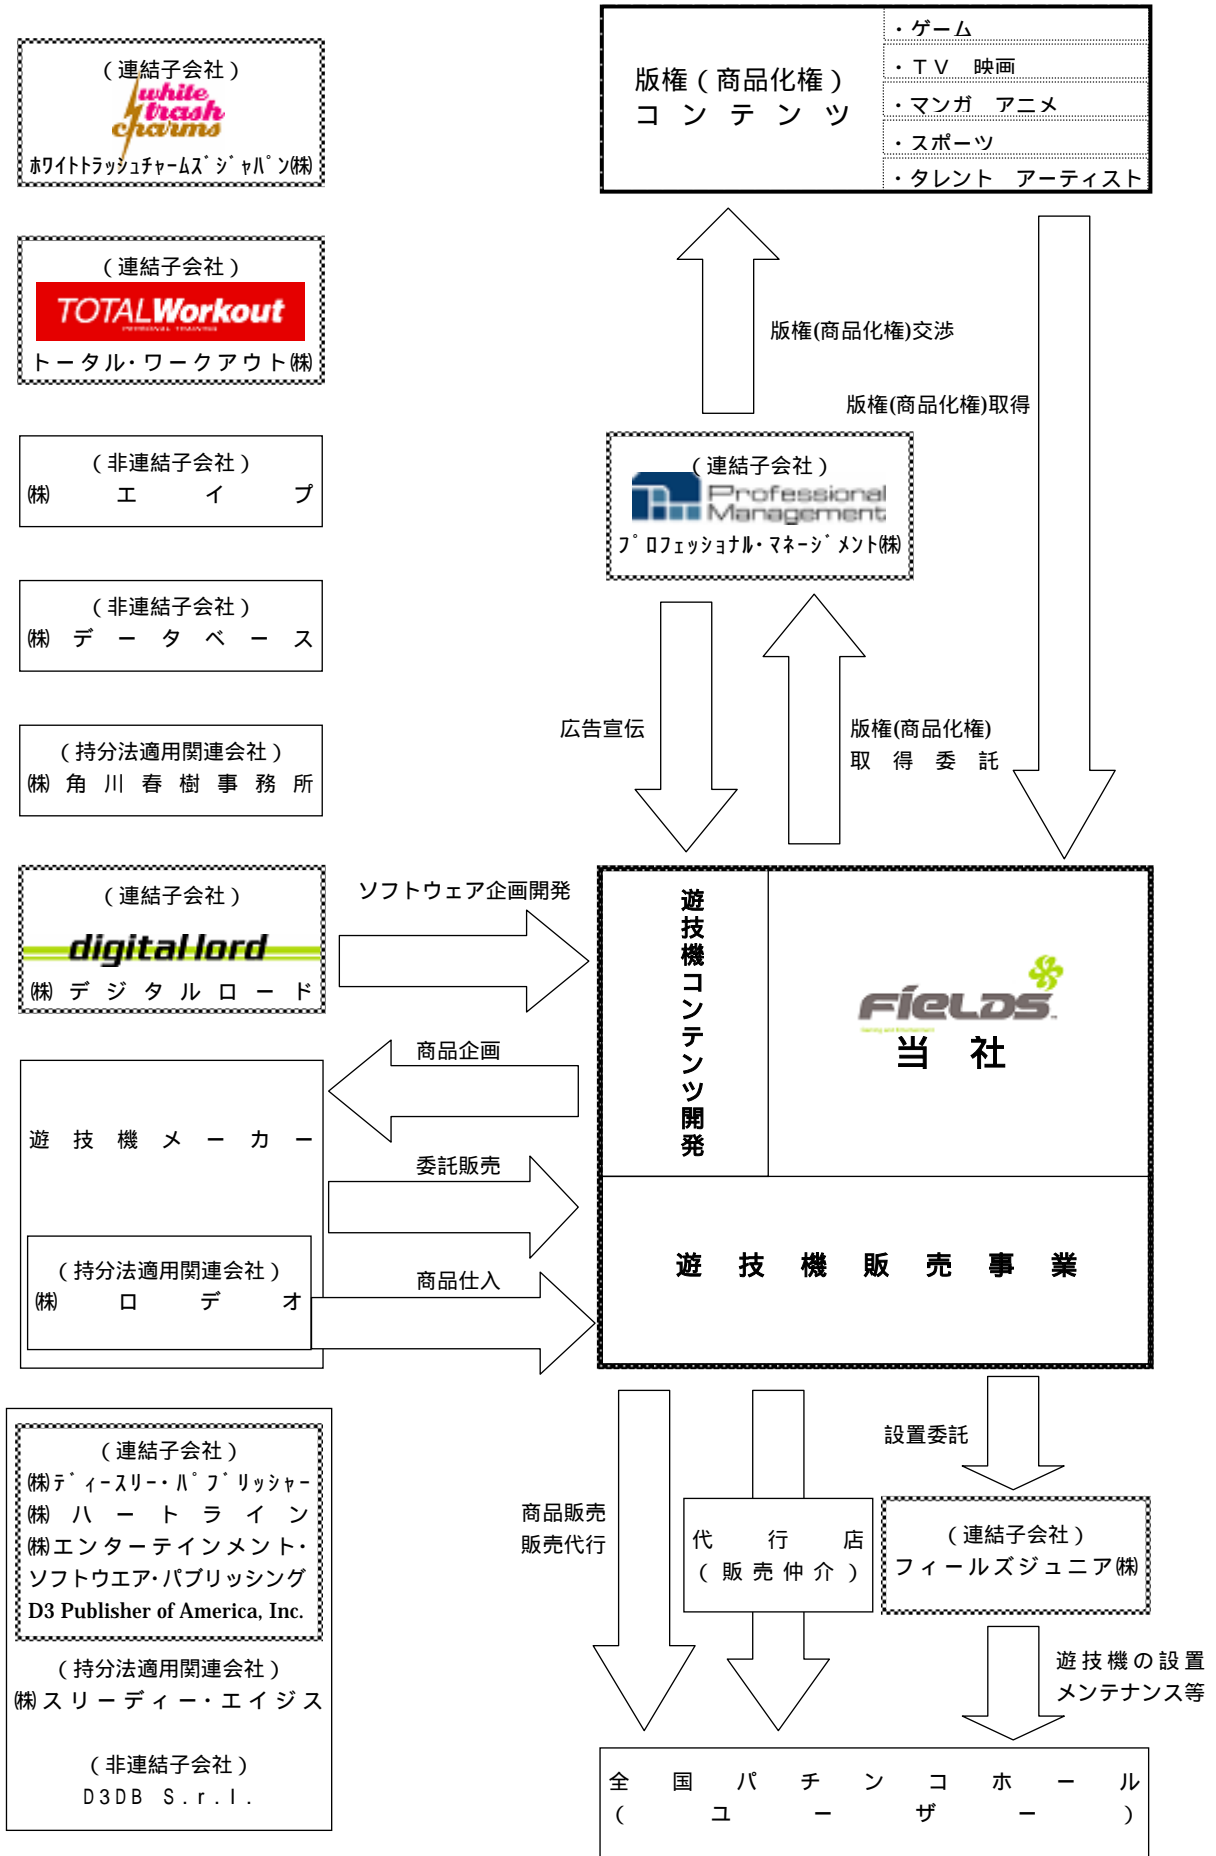 （連結子会社）
white
trash
charms
ﾎﾜｲﾄﾄﾗｯｼｭﾁｬｰﾑｽﾞｼﾞｬﾊﾟﾝ㈱
（連結子会社）
TOTAL Workout
PERSONAL TRAINING
トータル・ワークアウト㈱
（非連結子会社）
㈱エイプ
（非連結子会社）
㈱データベース
（持分法適用関連会社）
㈱角川春樹事務所
（連結子会社）
digital lord
㈱デジタルロード
遊技機メーカー
（持分法適用関連会社）
㈱ロデオ
（連結子会社）
㈱ﾃﾞｨｰｽﾘｰ・ﾊﾟﾌﾞﾘｯｼｬｰ
㈱ハートライン
㈱エンターテインメント・
ソフトウエア・パブリッシング
D3 Publisher of America, Inc.
（持分法適用関連会社）
㈱スリーディー・エイジス
（非連結子会社）
D3DB S.r.l.
版権（商品化権）
コンテンツ
・ゲーム
・ＴＶ　映画
・マンガ　アニメ
・スポーツ
・タレント　アーティスト
版権(商品化権)交渉
版権(商品化権)取得
（連結子会社）
Professional
Management
ﾌﾟﾛﾌｪｯｼｮﾅﾙ・ﾏﾈｰｼﾞﾒﾝﾄ㈱
広告宣伝
版権(商品化権)
取得委託
ソフトウェア企画開発
商品企画
委託販売
商品仕入
遊技機コンテンツ開発
FIELDS
当社
遊技機販売事業
商品販売
販売代行
代行店
（販売仲介）
設置委託
（連結子会社）
フィールズジュニア㈱
遊技機の設置
メンテナンス等
全国パチンコホール
(ユーザー)